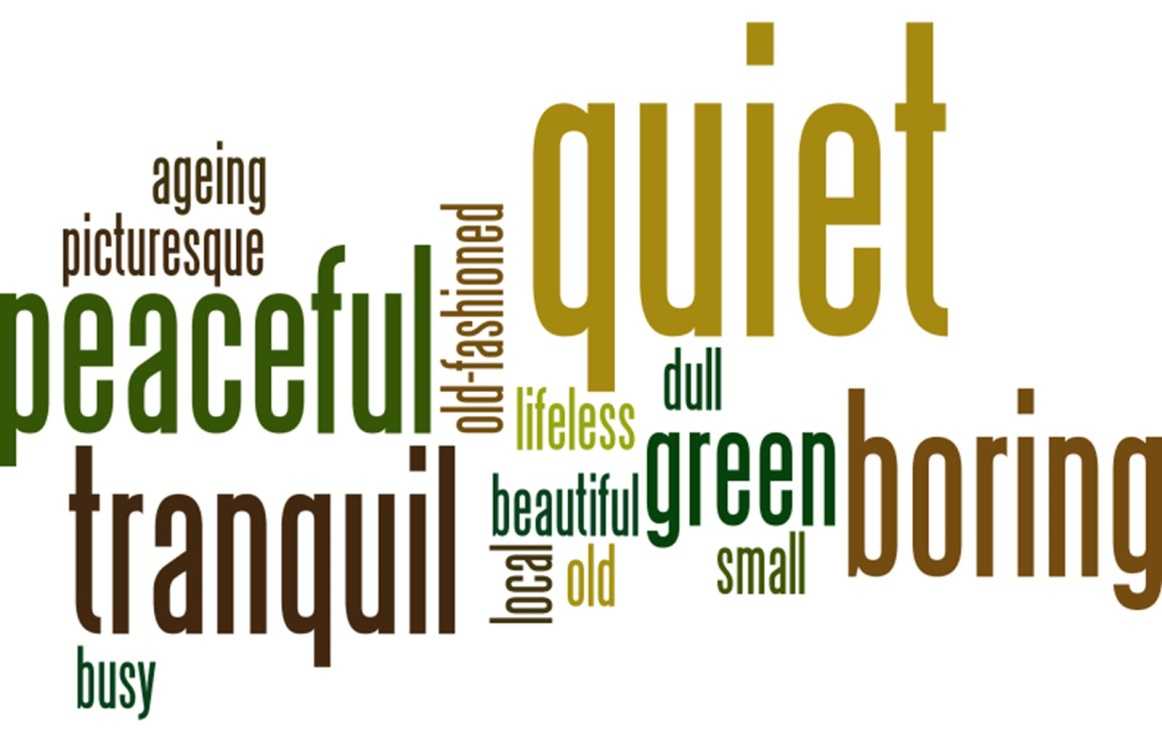 quiet
ageing
picturesque
peaceful
old-fashioned
dull
lifeless
green
boring
tranquil
beautiful
small
local
old
busy